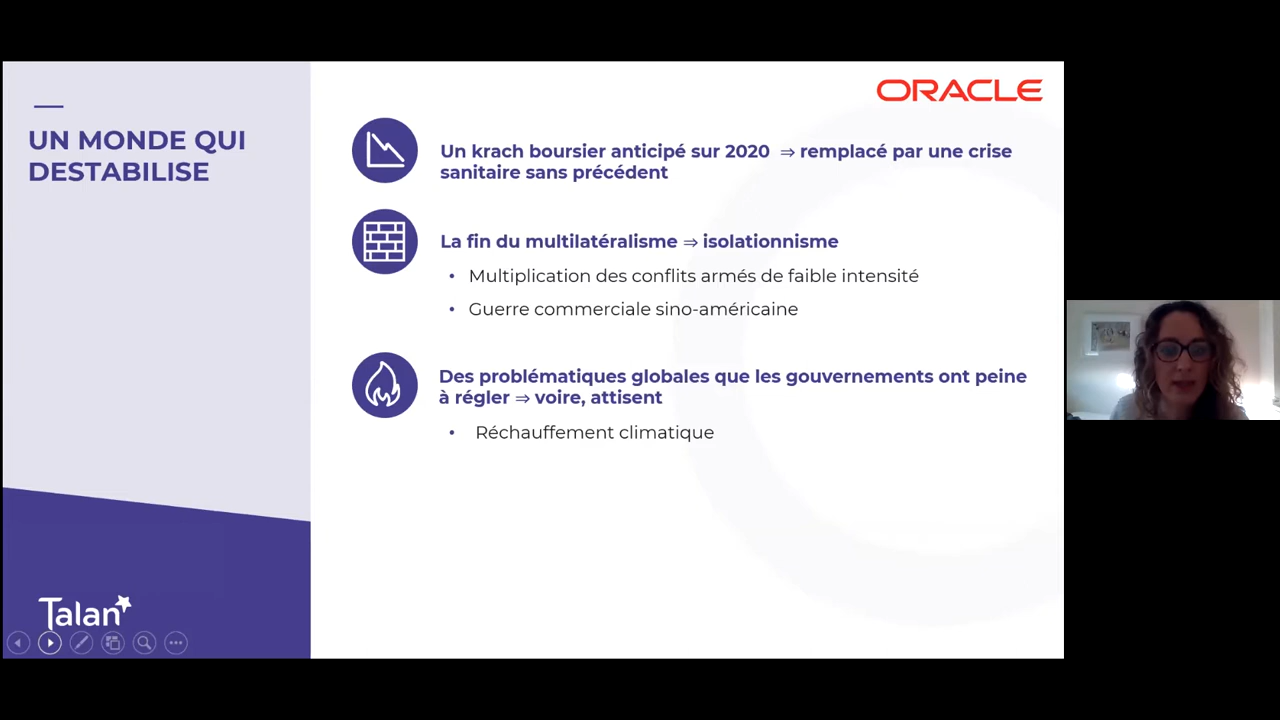 UN MONDE QUI
DESTABILISE
ORACLE
Un krach boursier anticipé sur 2020 ⇒ remplacé par une crise
sanitaire sans précédent
La fin du multilatéralisme ⇒ isolationnisme
• Multiplication des conflits armés de faible intensité
• Guerre commerciale sino-américaine
Des problématiques globales que les gouvernements ont peine
à régler ⇒ voire, attisent
• Réchauffement climatique
Talan